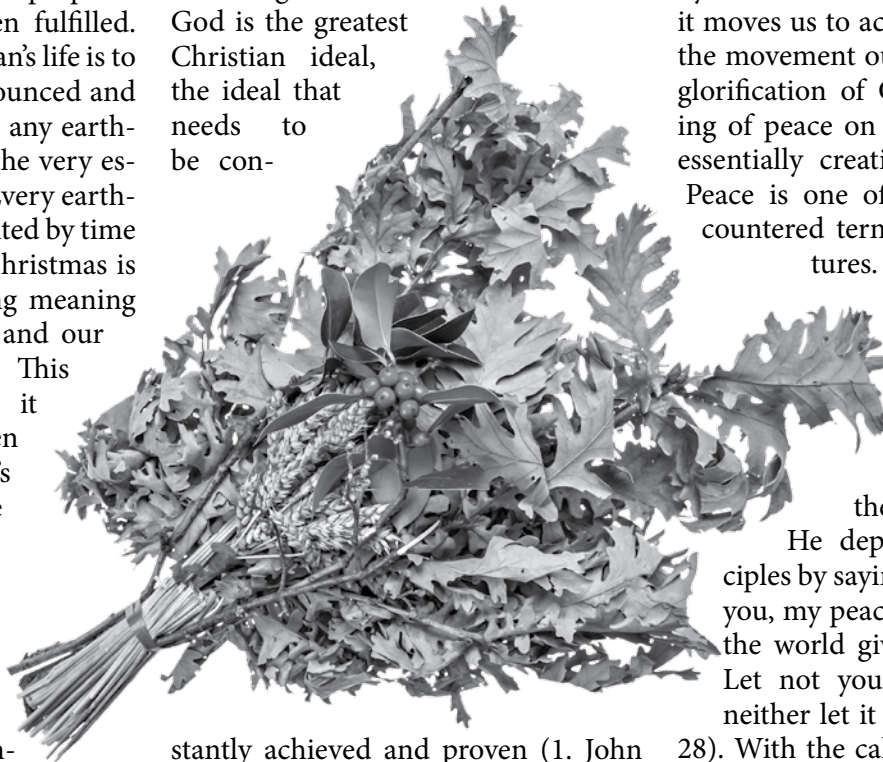 en fulfilled.
an’s life is to
ounced and
any earth-
he very es-
very earth-
ted by time
hristmas is
g meaning
and our
This
it
en
’s
e
n-
God is the greatest
Christian ideal,
the ideal that
needs to
be con-
stantly achieved and proven (1. John
it moves us to ac
the movement ou
glorification of
ing of peace on
essentially creati
Peace is one of
countered tern
tures.
the
He dep
ciples by sayin
you, my peac
the world giv
Let not you
neither let it
28). With the cal